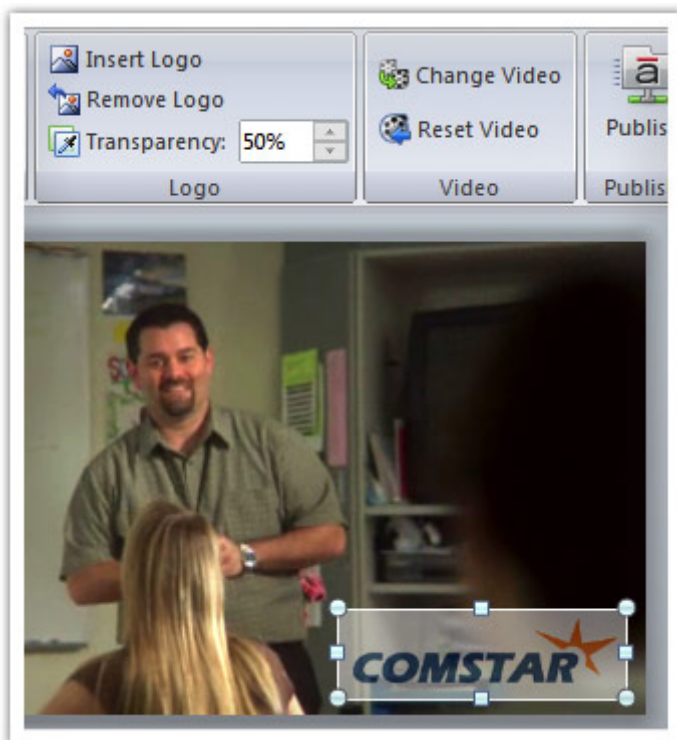 Insert Logo
Remove Logo
Transparency: 50%
Logo
Change Video
Reset Video
Video
Publis
Publis
COMSTAR